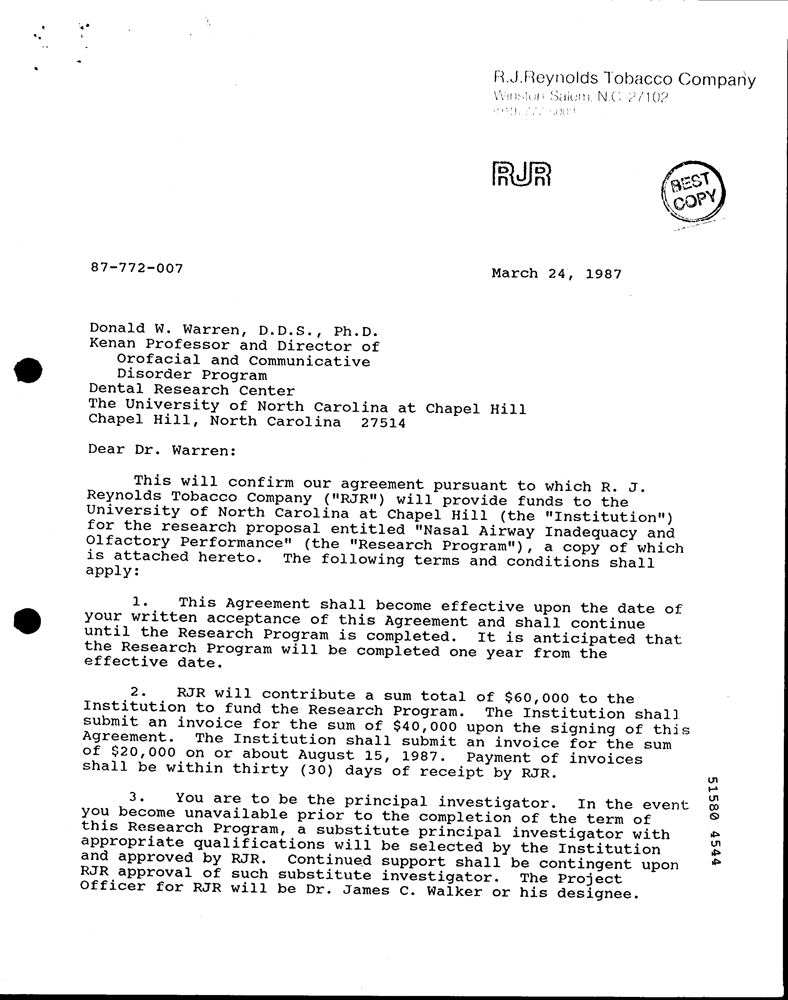 R.J.Reynolds Tobacco Company
Winston-Salem, N.C. 27102
RJR
BEST
COPY
87-772-007
March 24, 1987
Donald W. Warren, D.D.S., Ph.D.
Kenan Professor and Director of
Orofacial and Communicative
Disorder Program
Dental Research Center
The University of North Carolina at Chapel Hill
Chapel Hill, North Carolina 27514
Dear Dr. Warren:
This will confirm our agreement pursuant to which R. J.
Reynolds Tobacco Company ("RJR") will provide funds to the
University of North Carolina at Chapel Hill (the "Institution")
for the research proposal entitled "Nasal Airway Inadequacy and
Olfactory Performance" (the "Research Program"), a copy of which
is attached hereto. The following terms and conditions shall
apply:
1. This Agreement shall become effective upon the date of
your written acceptance of this Agreement and shall continue
until the Research Program is completed. It is anticipated that
the Research Program will be completed one year from the
effective date.
2. RJR will contribute a sum total of $60,000 to the
Institution to fund the Research Program. The Institution shall
submit an invoice for the sum of $40,000 upon the signing of this
Agreement. The Institution shall submit an invoice for the sum
of $20,000 on or about August 15, 1987. Payment of invoices
shall be within thirty (30) days of receipt by RJR.
3. You are to be the principal investigator. In the event
you become unavailable prior to the completion of the term of
this Research Program, a substitute principal investigator with
appropriate qualifications will be selected by the Institution
and approved by RJR. Continued support shall be contingent upon
RJR approval of such substitute investigator. The Project
Officer for RJR will be Dr. James C. Walker or his designee.
51580 4544